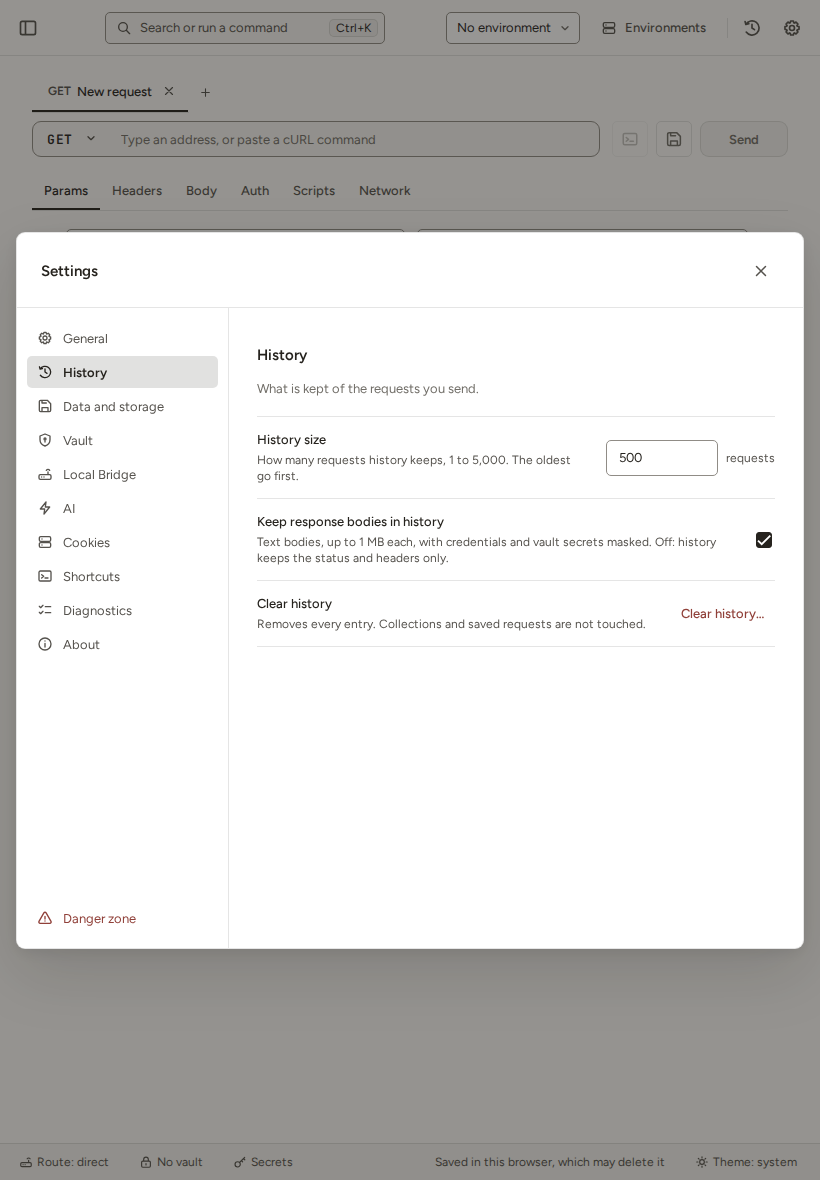 Search or run a command Ctrl+K No environment Environments
GET New request
GET Type an address, or paste a cURL command Send
Params Headers Body Auth Scripts Network
Settings
General
History
Data and storage
Vault
Local Bridge
AI
Cookies
Shortcuts
Diagnostics
About
Danger zone
History
What is kept of the requests you send.
History size
How many requests history keeps, 1 to 5,000. The oldest
go first.
500 requests
Keep response bodies in history
Text bodies, up to 1 MB each, with credentials and vault secrets masked. Off: history
keeps the status and headers only.
Clear history
Removes every entry. Collections and saved requests are not touched.
Clear history...
Route: direct No vault Secrets Saved in this browser, which may delete it Theme: system